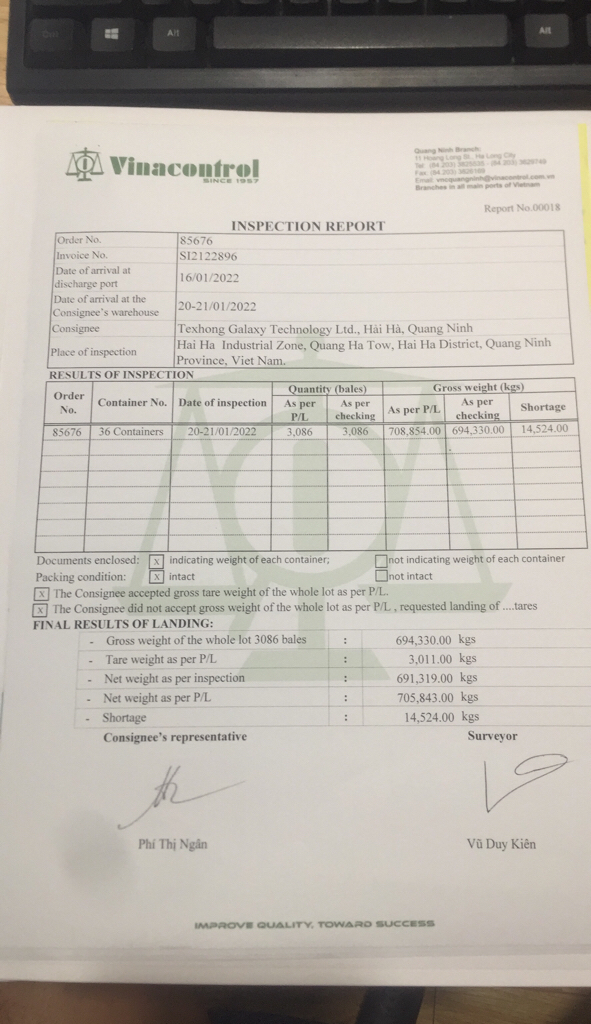 Alt
Alt
Vinacontrol
SINCE 1957
Quang Ninh Branch:
11 Hoang Long St., Ha Long City
Branches in all main ports of Vietnam
Report No.00018
INSPECTION REPORT
Order No. 85676
Invoice No. SI2122896
Date of arrival at discharge port 16/01/2022
Date of arrival at the Consignee's warehouse 20-21/01/2022
Consignee Texhong Galaxy Technology Ltd., Hải Hà, Quang Ninh
Place of inspection Hai Ha Industrial Zone, Quang Ha Tow, Hai Ha District, Quang Ninh
Province, Viet Nam.
RESULTS OF INSPECTION
Order No. Container No. Date of inspection Quantity (bales) Gross weight (kgs)
As per P/L As per checking As per P/L As per checking Shortage
85676 36 Containers 20-21/01/2022 3,086 3,086 708,854.00 694,330.00 14,524.00
Documents enclosed: x indicating weight of each container; not indicating weight of each container
Packing condition: x intact not intact
x The Consignee accepted gross tare weight of the whole lot as per P/L.
x The Consignee did not accept gross weight of the whole lot as per P/L , requested landing of ....tares
FINAL RESULTS OF LANDING:
- Gross weight of the whole lot 3086 bales : 694,330.00 kgs
- Tare weight as per P/L : 3,011.00 kgs
- Net weight as per inspection : 691,319.00 kgs
- Net weight as per P/L : 705,843.00 kgs
- Shortage : 14,524.00 kgs
Consignee's representative Surveyor
Phí Thị Ngân Vũ Duy Kiên
IMPROVE QUALITY, TOWARD SUCCESS